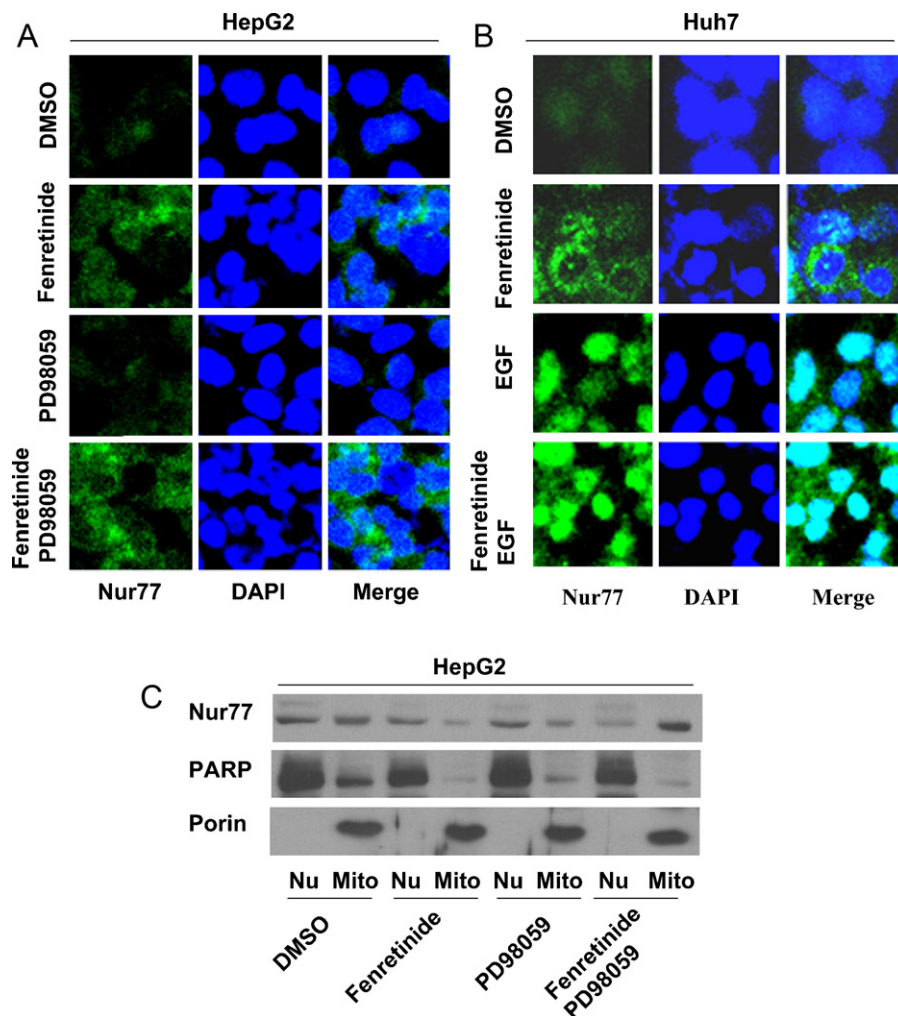 A
HepG2
DMSO
Fenretinide
PD98059
Fenretinide
PD98059
Nur77 DAPI Merge
B
Huh7
DMSO
Fenretinide
EGF
Fenretinide
EGF
Nur77 DAPI Merge
C
HepG2
Nur77
PARP
Porin
Nu Mito Nu Mito Nu Mito Nu Mito
DMSO
Fenretinide
PD98059
Fenretinide
PD98059